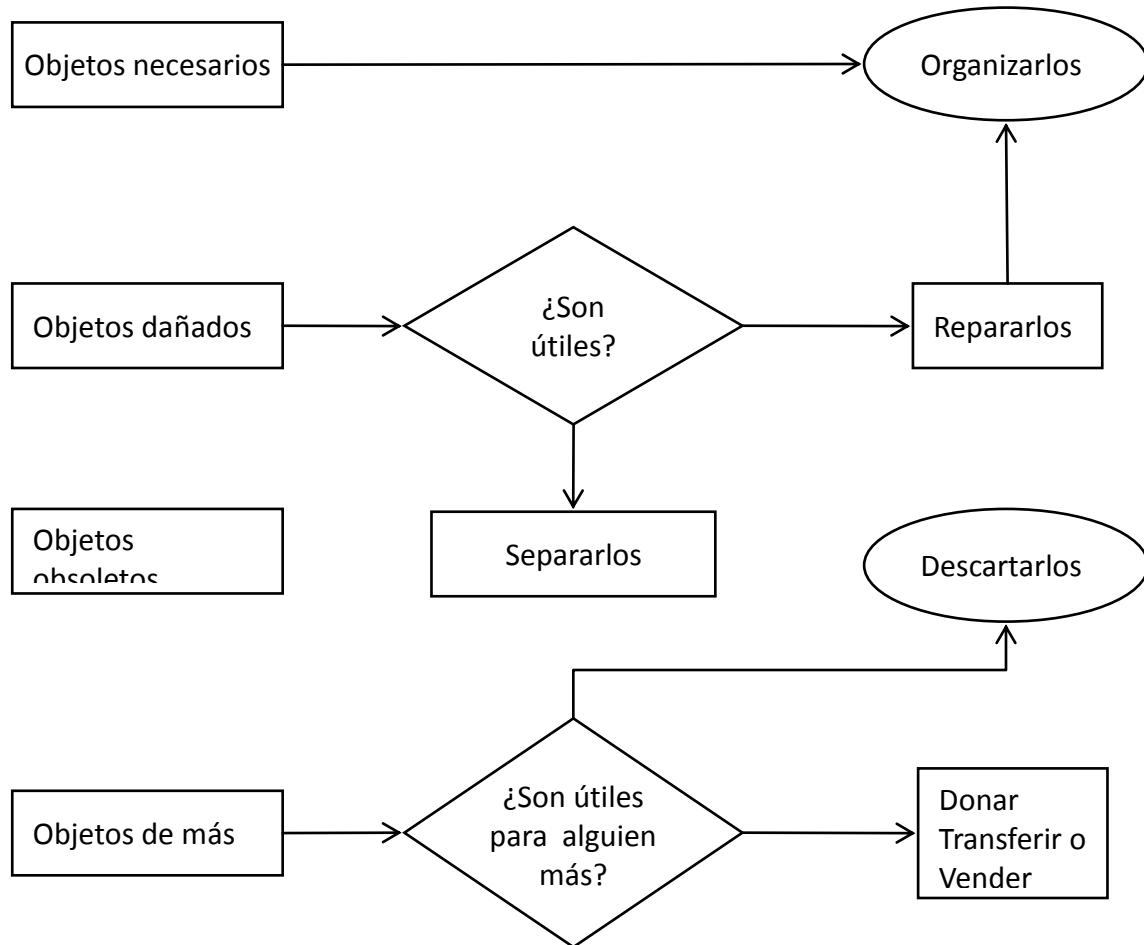 Objetos necesarios
Organizarlos
Objetos dañados
¿Son
útiles?
Repararlos
Objetos
obsoletos
Separarlos
Descartarlos
Objetos de más
¿Son útiles
para alguien
más?
Donar
Transferir o
Vender